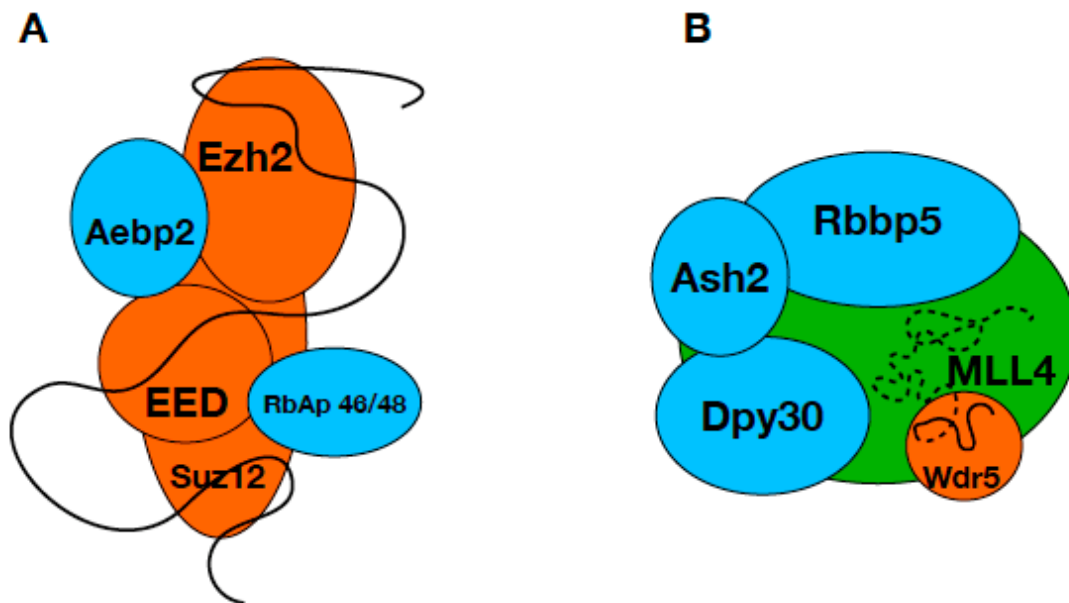 A
Ezh2
Aebp2
EED
RbAp 46/48
Suz12
B
Rbbp5
Ash2
MLL4
Dpy30
Wdr5